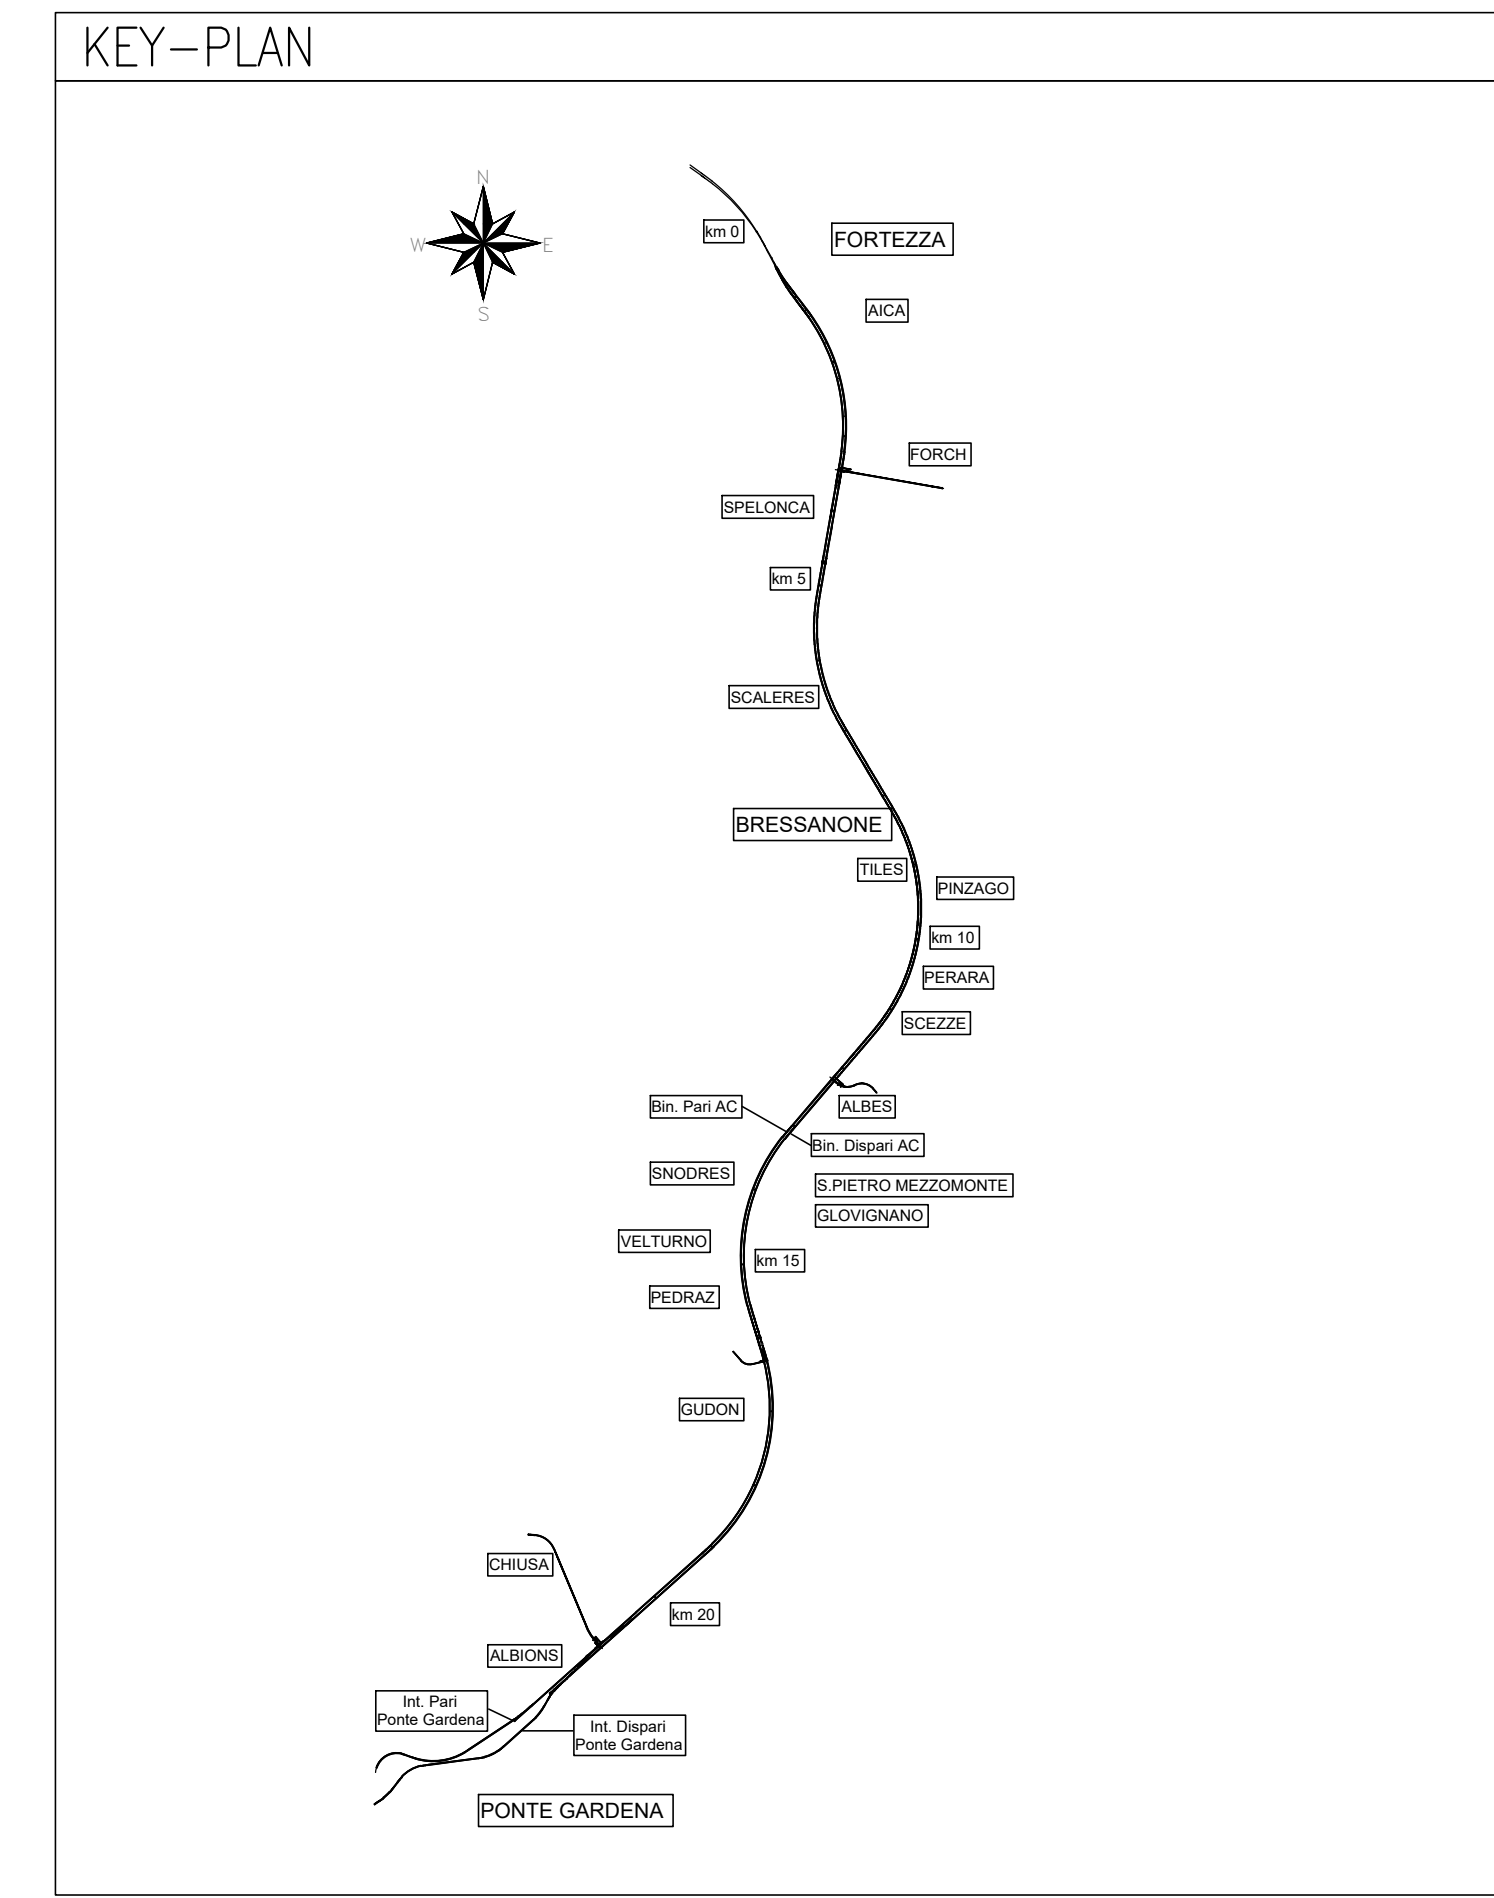 KEY-PLAN
N
W
E
S
km 0
FORTEZZA
AICA
FORCH
SPELONCA
km 5
SCALERES
BRESSANONE
TILES
PINZAGO
km 10
PERARA
SCEZZE
Bin. Pari AC
ALBES
Bin. Dispari AC
SNODRES
S.PIETRO MEZZOMONTE
GLOVIGNANO
VELTURNO
km 15
PEDRAZ
GUDON
CHIUSA
km 20
ALBIONS
Int. Pari
Ponte Gardena
Int. Dispari
Ponte Gardena
PONTE GARDENA